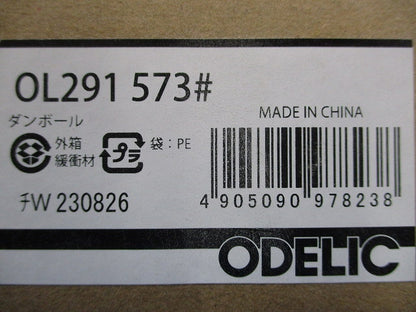 OL291 573#
MADE IN CHINA
ダンボール
外箱
緩衝材
プラ
袋：PE
チW 230826
4 905090 978238
ODELIC